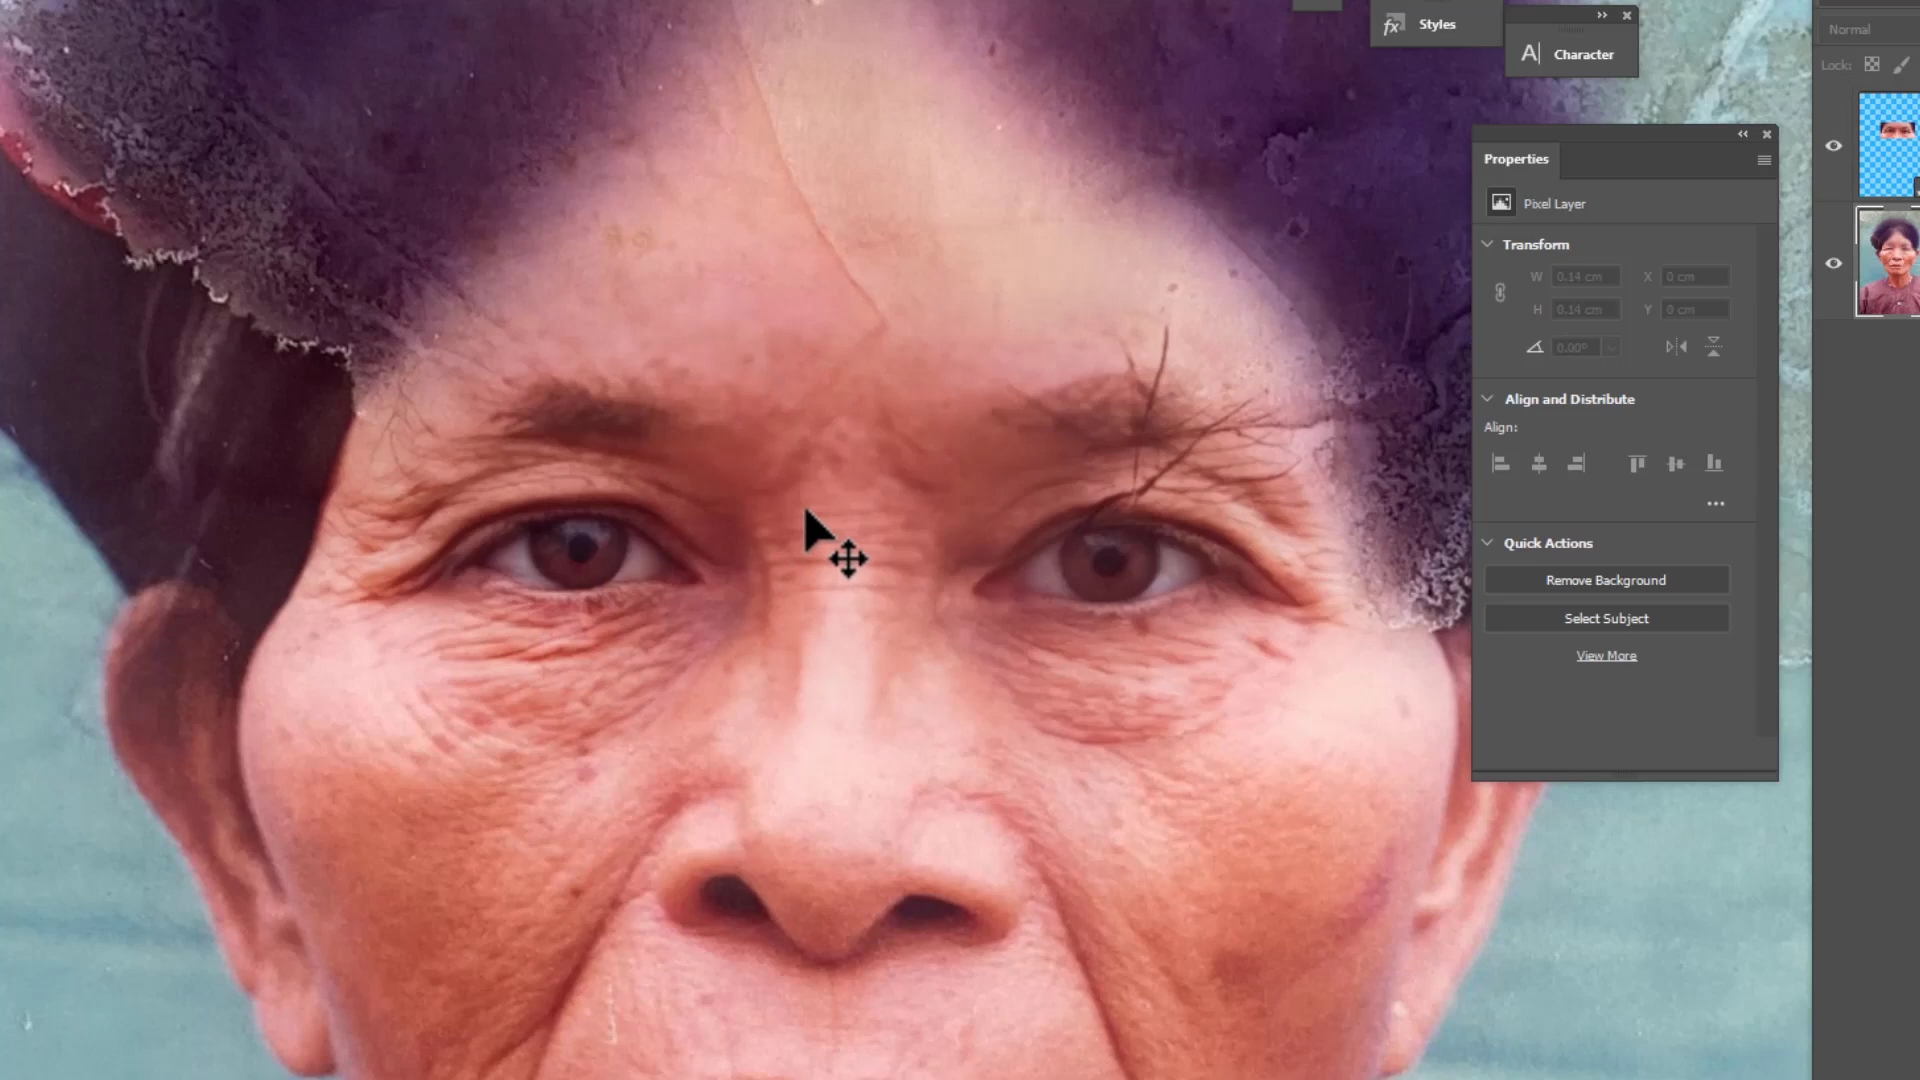 fx Styles
A| Character
Normal
Lock:
Properties
Pixel Layer
Transform
W 0.14 cm X 0 cm
H 0.14 cm Y 0 cm
0.00°
Align and Distribute
Align:
Quick Actions
Remove Background
Select Subject
View More